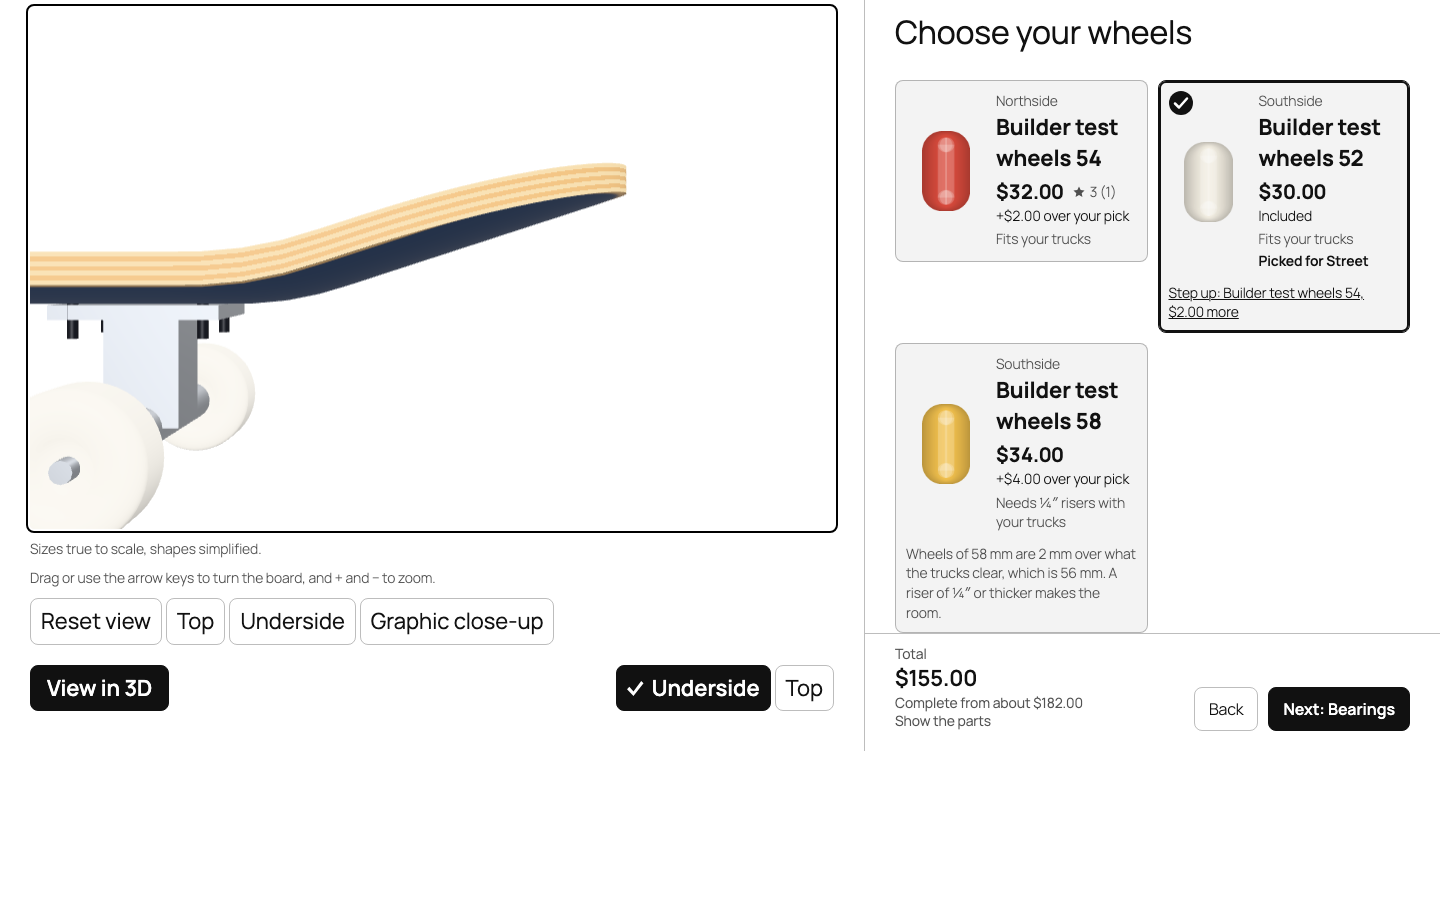 Choose your wheels
Northside
Builder test
wheels 54
$32.00 ★ 3 (1)
+$2.00 over your pick
Fits your trucks
Southside
Builder test
wheels 52
$30.00
Included
Fits your trucks
Picked for Street
Step up: Builder test wheels 54,
$2.00 more
Southside
Builder test
wheels 58
$34.00
+$4.00 over your pick
Needs ¼″ risers with
your trucks
Wheels of 58 mm are 2 mm over what
the trucks clear, which is 56 mm. A
riser of ¼″ or thicker makes the
room.
Sizes true to scale, shapes simplified.
Drag or use the arrow keys to turn the board, and + and − to zoom.
Reset view
Top
Underside
Graphic close-up
View in 3D
Underside
Top
Total
$155.00
Complete from about $182.00
Show the parts
Back
Next: Bearings